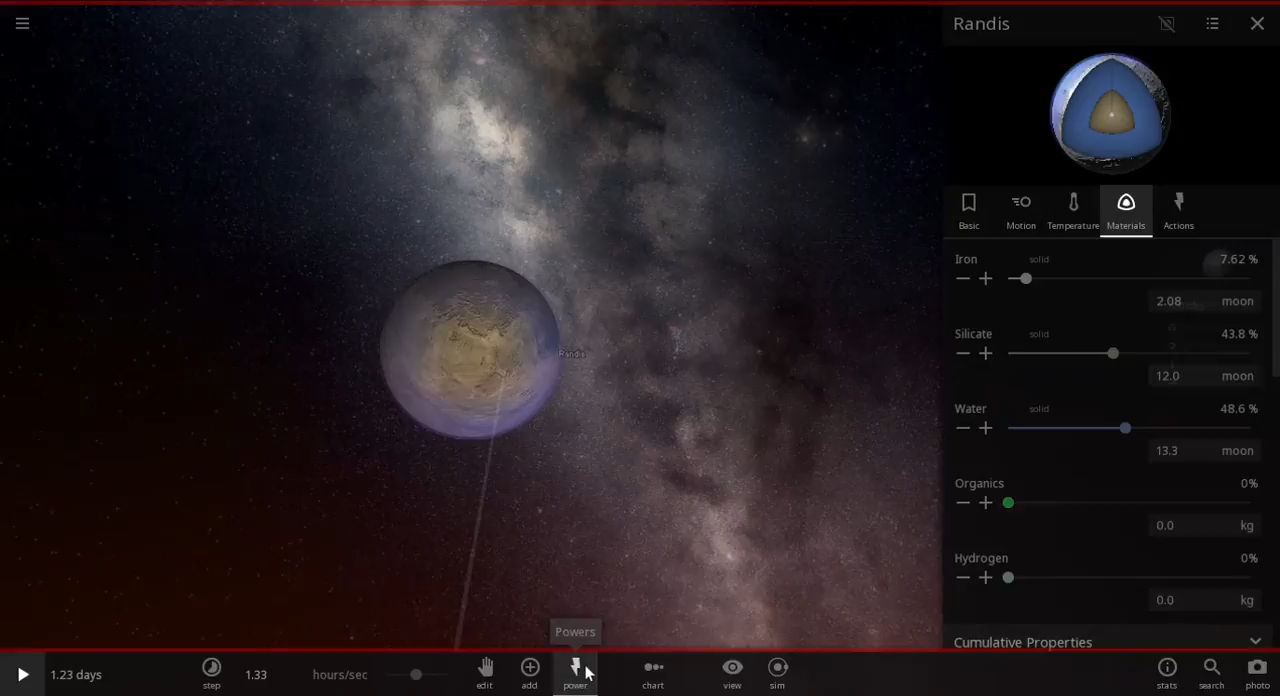 Randis
Basic
Motion
Temperature
Materials
Actions
Iron solid 7.62 %
2.08 moon
Silicate solid 43.8 %
12.0 moon
Randis
Water solid 48.6 %
13.3 moon
Organics 0%
0.0 kg
Hydrogen 0%
0.0 kg
Cumulative Properties
Powers
1.23 days
step
1.33 hours/sec
edit
add
power
chart
view
sim
stats
search
photo